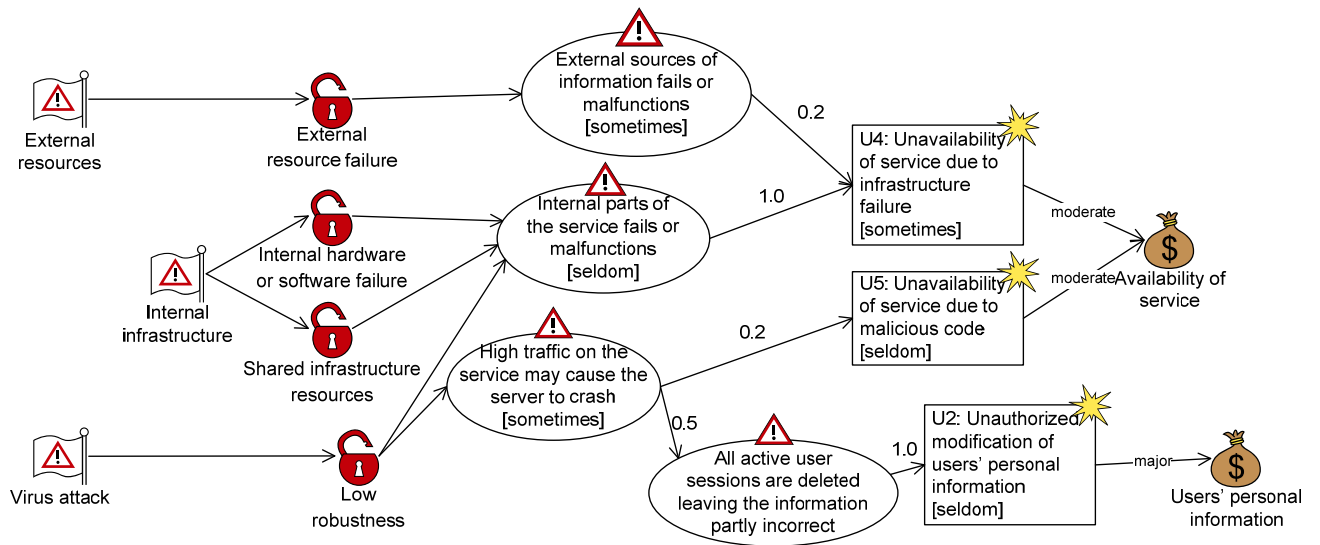 External sources of
information fails or
malfunctions
[sometimes]
External
resources
External
resource failure
0.2
U4: Unavailability
of service due to
infrastructure
failure
[sometimes]
Internal parts of
the service fails or
malfunctions
[seldom]
1.0
moderate
Internal hardware
or software failure
Internal
infrastructure
Shared infrastructure
resources
U5: Unavailability
of service due to
malicious code
[seldom]
moderate
Availability of
service
0.2
High traffic on the
service may cause the
server to crash
[sometimes]
0.5
Virus attack
Low
robustness
All active user
sessions are deleted
leaving the information
partly incorrect
1.0
U2: Unauthorized
modification of
users' personal
information
[seldom]
major
Users' personal
information